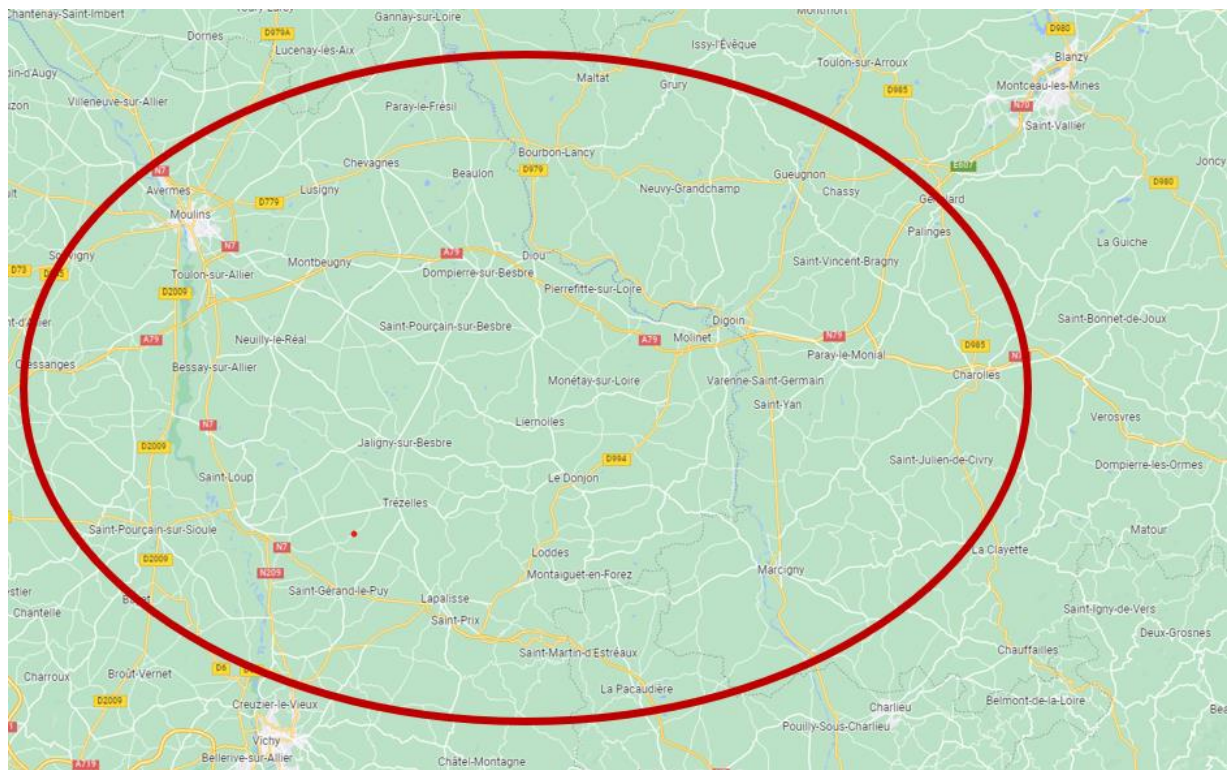 Chantenay-Saint-Imbert
Gannay-sur-Loire
Dornes
D979A
Lucenay-lès-Aix
Issy-l'Évêque
Montmort
D980
Blanzy
Toulon-sur-Arroux
Maltat
Grury
D985
Montceau-les-Mines
N70
Saint-Vallier
Villeneuve-sur-Allier
Paray-le-Frésil
N7
Chevagnes
Bourbon-Lancy
D979
Beaulon
E607
Joncy
D980
Avermes
Lusigny
D779
Neuvy-Grandchamp
Gueugnon
Chassy
Génelard
Moulins
Palinges
La Guiche
N7
A79
Diou
Souvigny
D73
Toulon-sur-Allier
Montbeugny
Dompierre-sur-Besbre
Saint-Vincent-Bragny
D2009
Pierrefitte-sur-Loire
Saint-Bonnet-de-Joux
Digoin
Saint-Pourçain-sur-Besbre
A79
Neuilly-le-Réal
A79
Molinet
N79
D985
Paray-le-Monial
Cressanges
Bessay-sur-Allier
Monétay-sur-Loire
Varenne-Saint-Germain
Charolles
Saint-Yan
Verosvres
N7
Liernolles
D2009
Jaligny-sur-Besbre
D994
Saint-Julien-de-Civry
Dompierre-les-Ormes
Saint-Loup
Le Donjon
Trézelles
Saint-Pourçain-sur-Sioule
Matour
N7
D2009
Loddes
La Clayette
N209
Montaiguët-en-Forez
Marcigny
Saint-Gérand-le-Puy
Lapalisse
Chantelle
Saint-Prix
Saint-Igny-de-Vers
Deux-Grosnes
Saint-Martin-d'Estréaux
Chauffailles
Charroux
Broût-Vernet
D6
La Pacaudière
D2009
Creuzier-le-Vieux
Charlieu
Belmont-de-la-Loire
Pouilly-Sous-Charlieu
Vichy
Bellerive-sur-Allier
A719
Châtel-Montagne